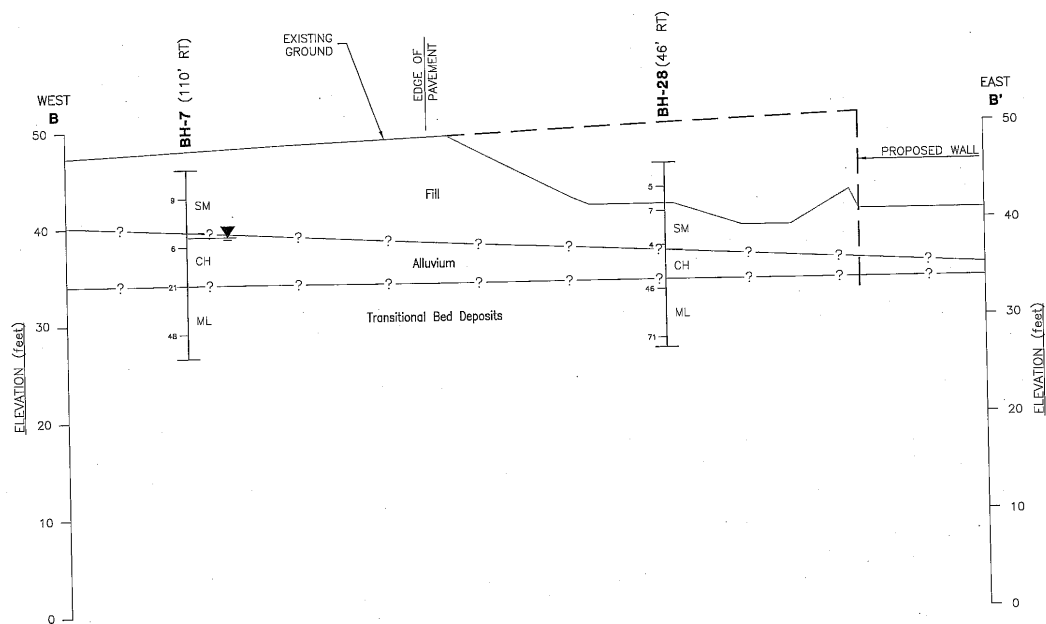 EXISTING
GROUND
EDGE OF
PAVEMENT
BH-7 (110' RT)
BH-28 (46' RT)
WEST
B
EAST
B'
50
40
30
20
10
0
ELEVATION (feet)
50
40
30
20
10
0
ELEVATION (feet)
PROPOSED WALL
Fill
Alluvium
Transitional Bed Deposits
9
SM
6
CH
21
ML
48
5
7
SM
4
CH
46
ML
71
? ? ? ? ? ? ? ? ? ?
? ? ? ? ? ? ? ? ? ?